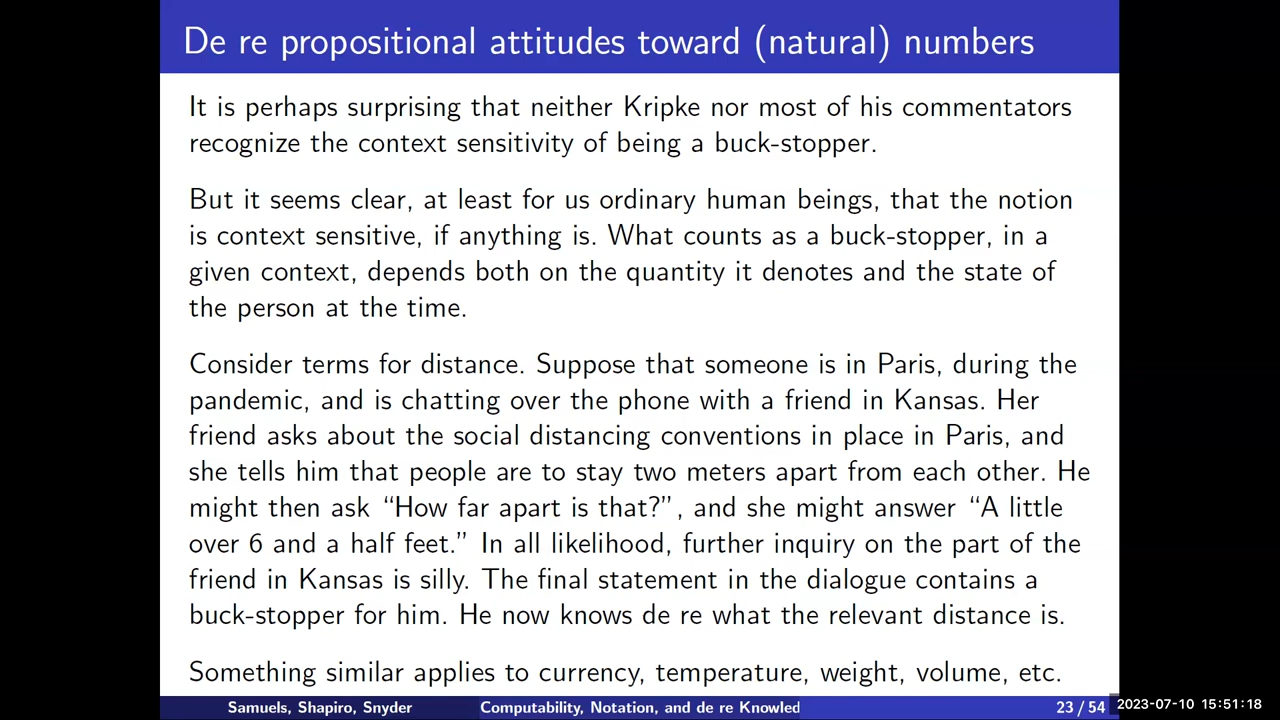 De re propositional attitudes toward (natural) numbers
It is perhaps surprising that neither Kripke nor most of his commentators
recognize the context sensitivity of being a buck-stopper.
But it seems clear, at least for us ordinary human beings, that the notion
is context sensitive, if anything is. What counts as a buck-stopper, in a
given context, depends both on the quantity it denotes and the state of
the person at the time.
Consider terms for distance. Suppose that someone is in Paris, during the
pandemic, and is chatting over the phone with a friend in Kansas. Her
friend asks about the social distancing conventions in place in Paris, and
she tells him that people are to stay two meters apart from each other. He
might then ask “How far apart is that?”, and she might answer “A little
over 6 and a half feet.” In all likelihood, further inquiry on the part of the
friend in Kansas is silly. The final statement in the dialogue contains a
buck-stopper for him. He now knows de re what the relevant distance is.
Something similar applies to currency, temperature, weight, volume, etc.
Samuels, Shapiro, Snyder Computability, Notation, and de re Knowled 23 / 54
2023-07-10 15:51:18